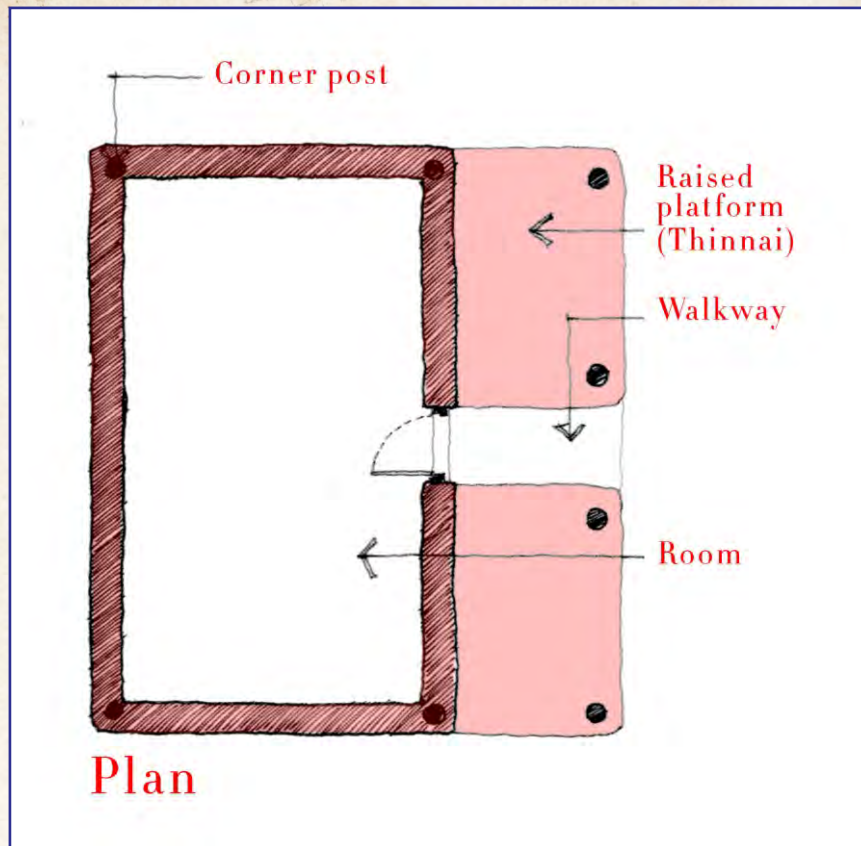 Corner post
Raised
platform
(Thinnai)
Walkway
Room
Plan